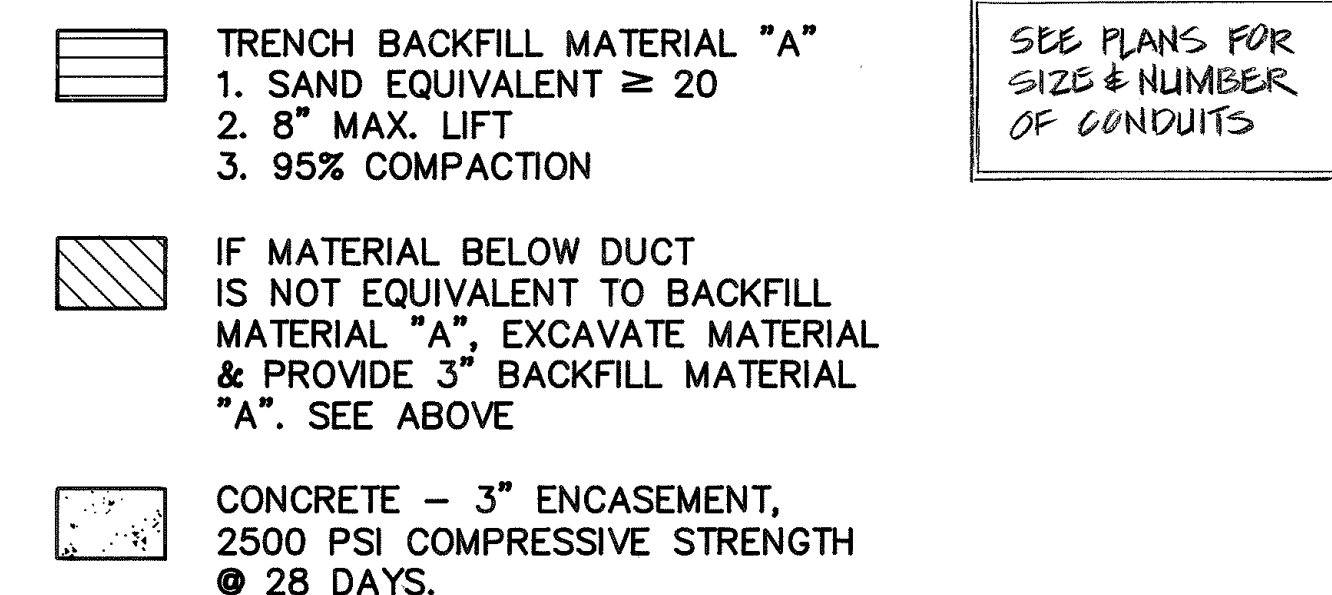 TRENCH BACKFILL MATERIAL "A"
1. SAND EQUIVALENT ≥ 20
2. 8" MAX. LIFT
3. 95% COMPACTION
IF MATERIAL BELOW DUCT
IS NOT EQUIVALENT TO BACKFILL
MATERIAL "A", EXCAVATE MATERIAL
& PROVIDE 3" BACKFILL MATERIAL
"A". SEE ABOVE
CONCRETE – 3" ENCASEMENT,
2500 PSI COMPRESSIVE STRENGTH
@ 28 DAYS.
SEE PLANS FOR
SIZE & NUMBER
OF CONDUITS